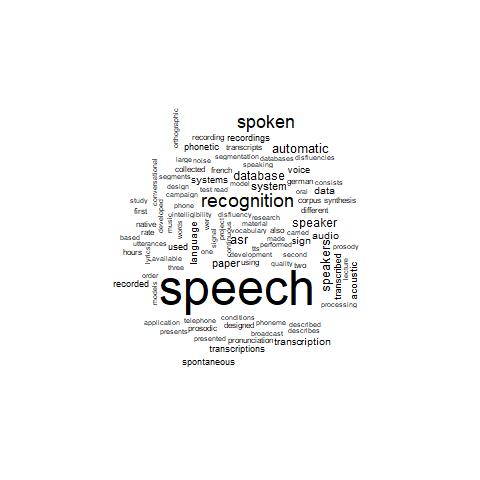 orthographic
spoken
recording recordings
phonetic transcripts automatic
large noise segmentation databases disfluencies
speaking
conversational collected french voice
segments systems database german consists
design model system oral data
campaign test read
study developed phone recognition corpus synthesis
first music intelligibility disfluency research different
native words wer signal project continuous material speaker
rate vocabulary also carried
based language asr made sign audio
utterances used performed prosody
lyrics one tts speakers
hours available development second transcribed lecture acoustic
three paper using quality two
order
recorded models speech processing
application telephone conditions
presents prosodic designed phoneme described
broadcast describes
presented pronunciation transcription
transcriptions
spontaneous